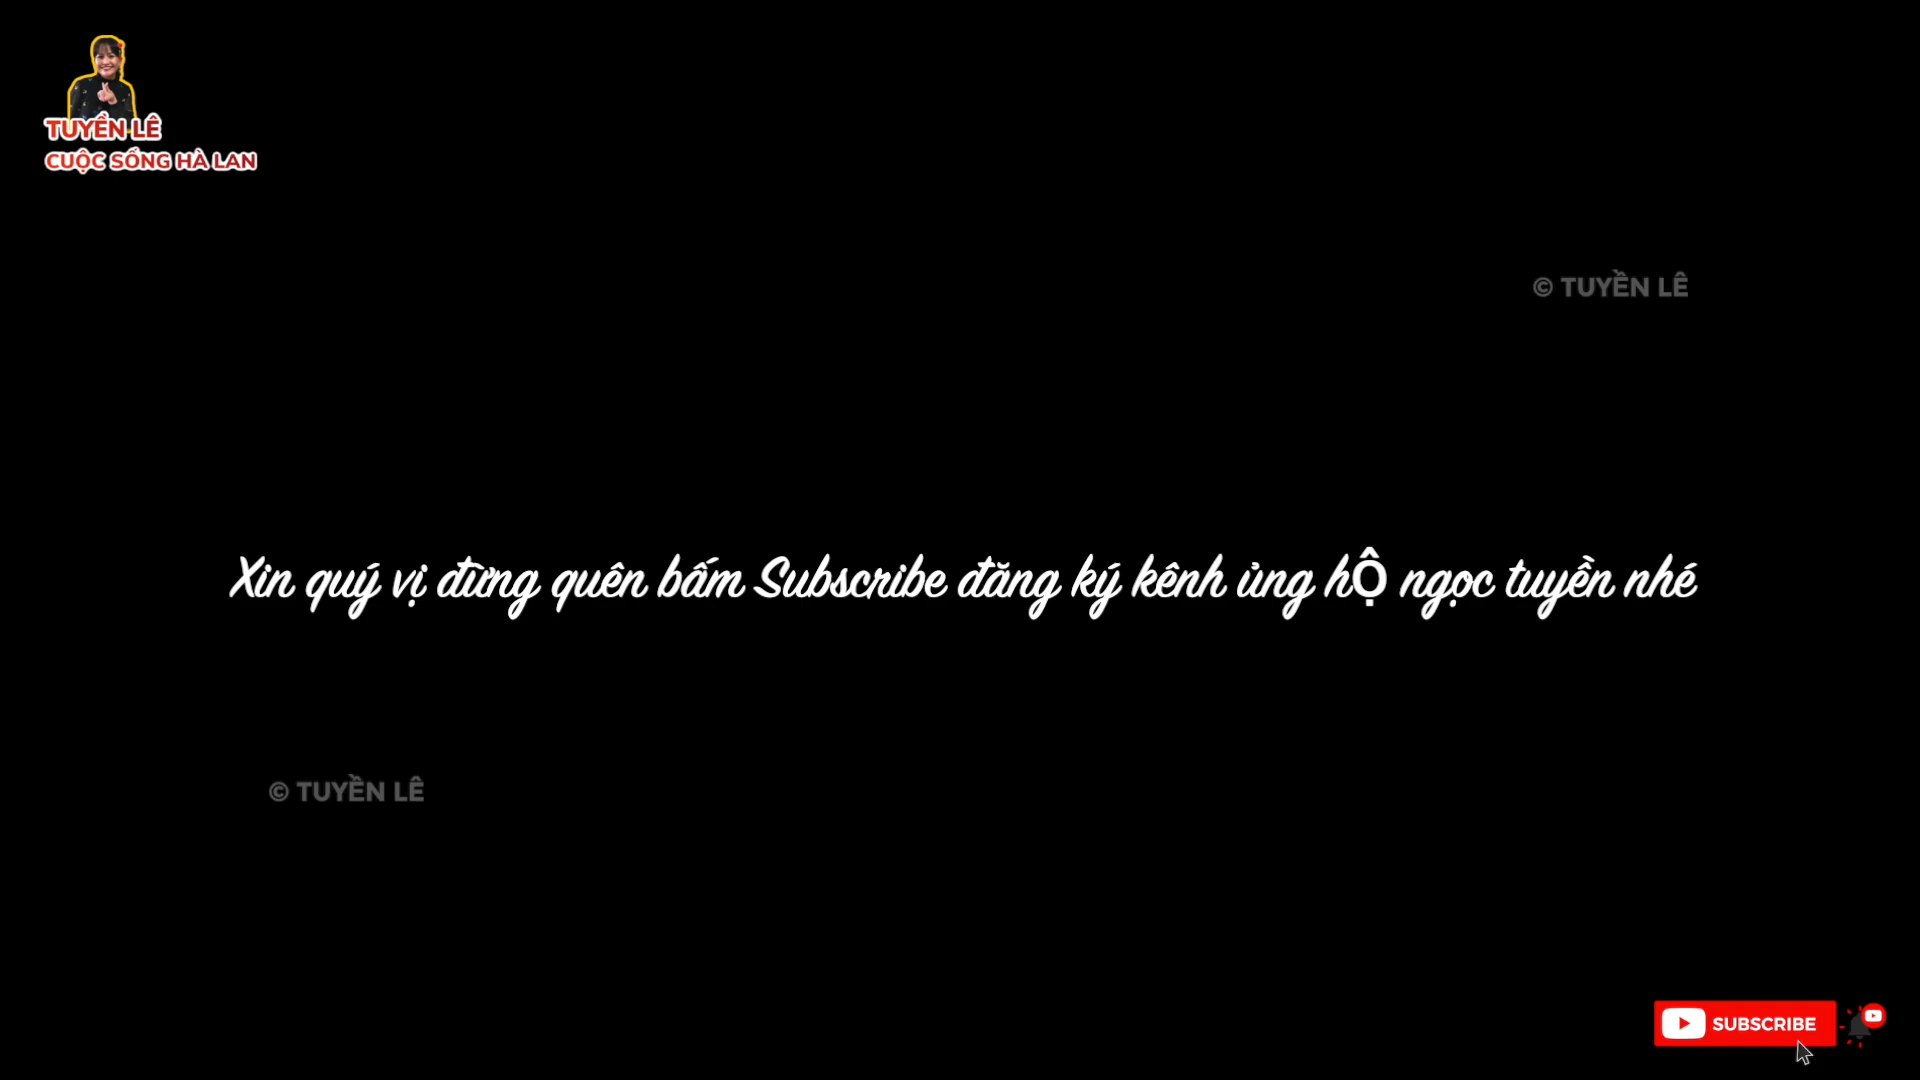 TUYỀN LÊ
CUỘC SỐNG HÀ LAN
© TUYỀN LÊ
Xin quý vị đừng quên bấm Subscribe đăng ký kênh ủng hỘ ngọc tuyền nhé
© TUYỀN LÊ
SUBSCRIBE